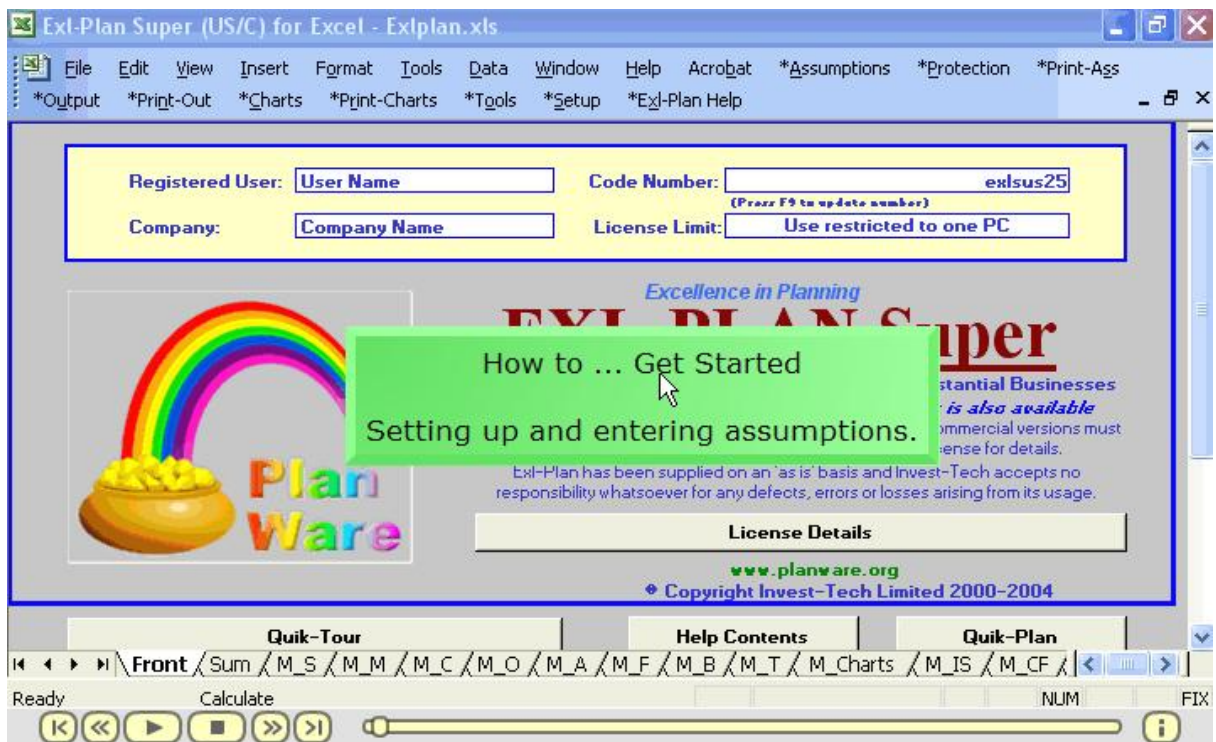 Exl-Plan Super (US/C) for Excel - Exlplan.xls
File Edit View Insert Format Tools Data Window Help Acrobat *Assumptions *Protection *Print-Ass
*Output *Print-Out *Charts *Print-Charts *Tools *Setup *Exl-Plan Help
Registered User: User Name Code Number: exlsus25
(Press F9 to update number)
Company: Company Name License Limit: Use restricted to one PC
Excellence in Planning
EXL-PLAN Super
How to ... Get Started
Setting up and entering assumptions.
stantial Businesses
is also available
ommercial versions must
ense for details.
Exl-Plan has been supplied on an 'as is' basis and Invest-Tech accepts no
responsibility whatsoever for any defects, errors or losses arising from its usage.
Plan
Ware
License Details
www.planware.org
Copyright Invest-Tech Limited 2000-2004
Quik-Tour Help Contents Quik-Plan
Front Sum M_S M_M M_C M_O M_A M_F M_B M_T M_Charts M_IS M_CF
Ready Calculate NUM FIX